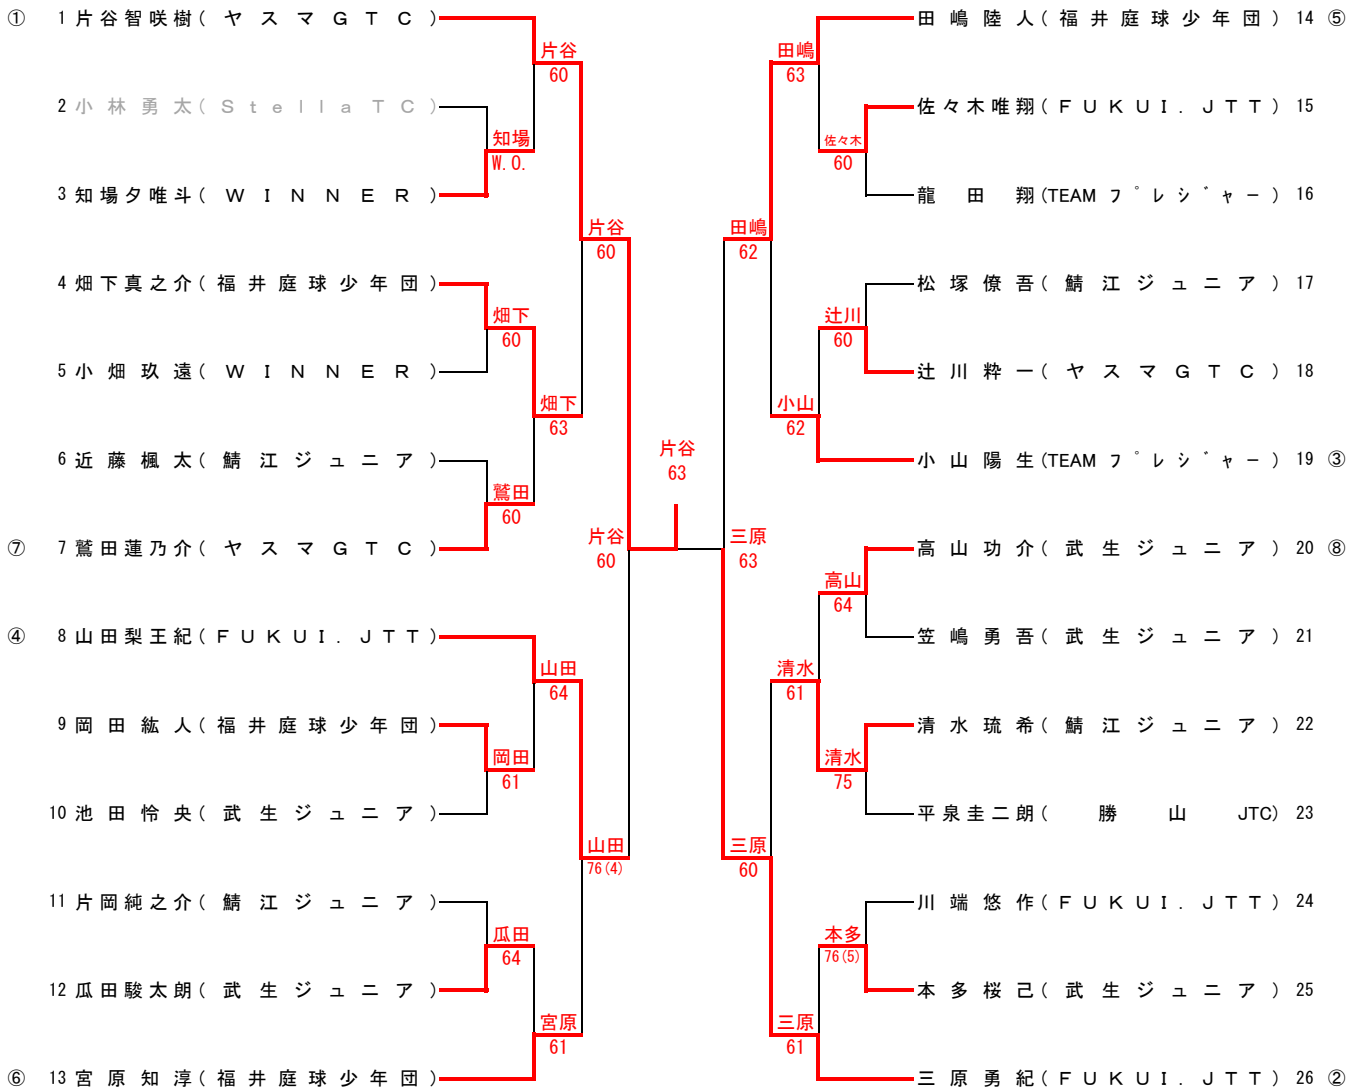 ① 1 片谷智咲樹(ヤスマGTC)
2 小林勇太(StellaTC)
3 知場夕唯斗(WINNER)
4 畑下真之介(福井庭球少年団)
5 小畑玖遠(WINNER)
6 近藤楓太(鯖江ジュニア)
⑦ 7 鷲田蓮乃介(ヤスマGTC)
④ 8 山田梨王紀(FUKUI.JTT)
9 岡田紘人(福井庭球少年団)
10 池田怜央(武生ジュニア)
11 片岡純之介(鯖江ジュニア)
12 瓜田駿太朗(武生ジュニア)
⑥ 13 宮原知淳(福井庭球少年団)
知場
W.O.
畑下
60
鷲田
60
岡田
61
瓜田
64
片谷
60
畑下
63
山田
64
宮原
61
片谷
60
山田
76(4)
片谷
60
片谷
63
三原
63
田嶋
62
三原
60
田嶋
63
小山
62
清水
61
三原
61
佐々木
60
辻川
60
高山
64
清水
75
本多
76(5)
田嶋陸人(福井庭球少年団) 14 ⑤
佐々木唯翔(FUKUI.JTT) 15
龍田翔(TEAMプレジャー) 16
松塚僚吾(鯖江ジュニア) 17
辻川粋一(ヤスマGTC) 18
小山陽生(TEAMプレジャー) 19 ③
高山功介(武生ジュニア) 20 ⑧
笠嶋勇吾(武生ジュニア) 21
清水琉希(鯖江ジュニア) 22
平泉圭二朗(勝山JTC) 23
川端悠作(FUKUI.JTT) 24
本多桜己(武生ジュニア) 25
三原勇紀(FUKUI.JTT) 26 ②